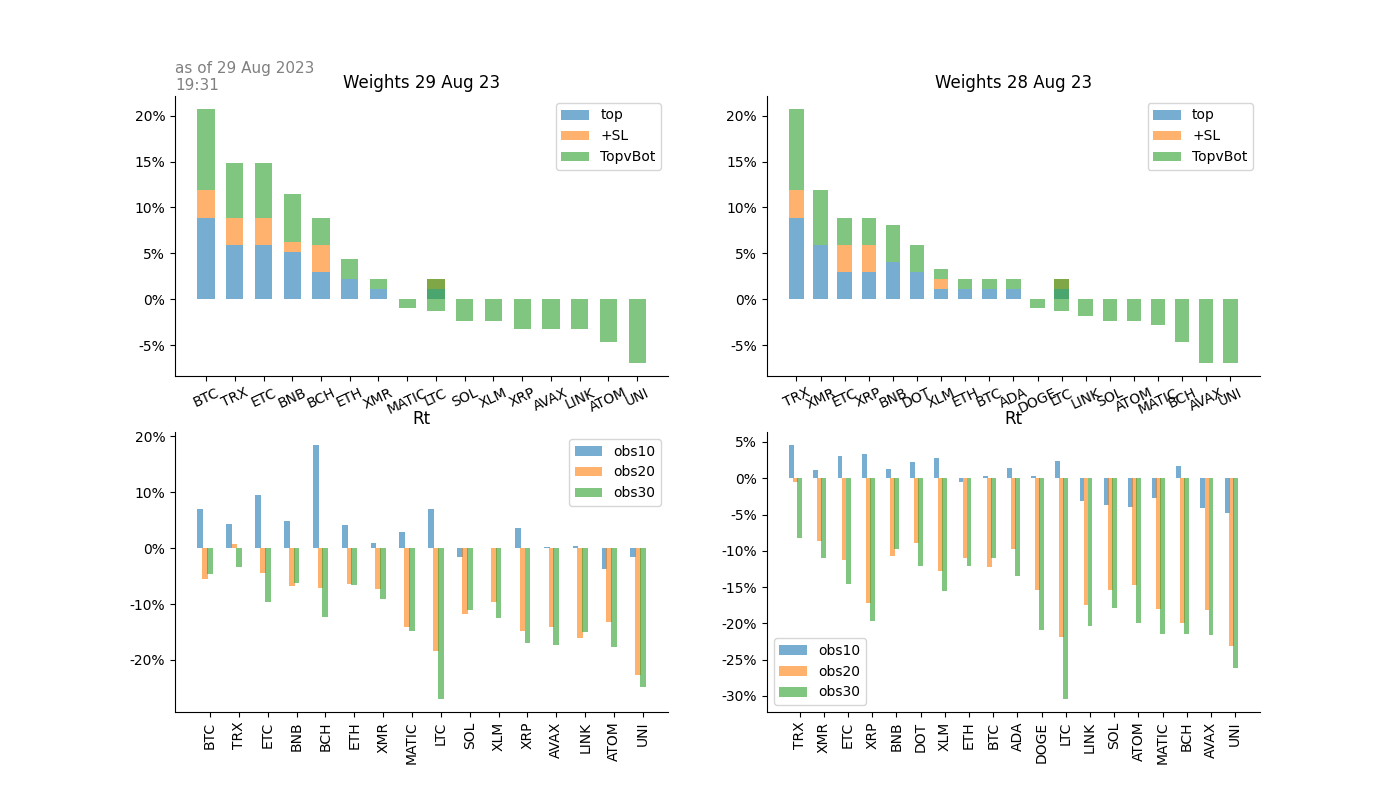 as of 29 Aug 2023
19:31
Weights 29 Aug 23
20%
15%
10%
5%
0%
-5%
top
+SL
TopvBot
BTC TRX ETC BNB BCH ETH XMR MATIC LTC SOL XLM XRP AVAX LINK ATOM UNI
Weights 28 Aug 23
20%
15%
10%
5%
0%
-5%
top
+SL
TopvBot
TRX XMR ETC XRP BNB DOT XLM ETH BTC ADA DOGE LTC LINK SOL ATOM MATIC BCH AVAX UNI
Rt
20%
10%
0%
-10%
-20%
obs10
obs20
obs30
BTC TRX ETC BNB BCH ETH XMR MATIC LTC SOL XLM XRP AVAX LINK ATOM UNI
Rt
5%
0%
-5%
-10%
-15%
-20%
-25%
-30%
obs10
obs20
obs30
TRX XMR ETC XRP BNB DOT XLM ETH BTC ADA DOGE LTC LINK SOL ATOM MATIC BCH AVAX UNI